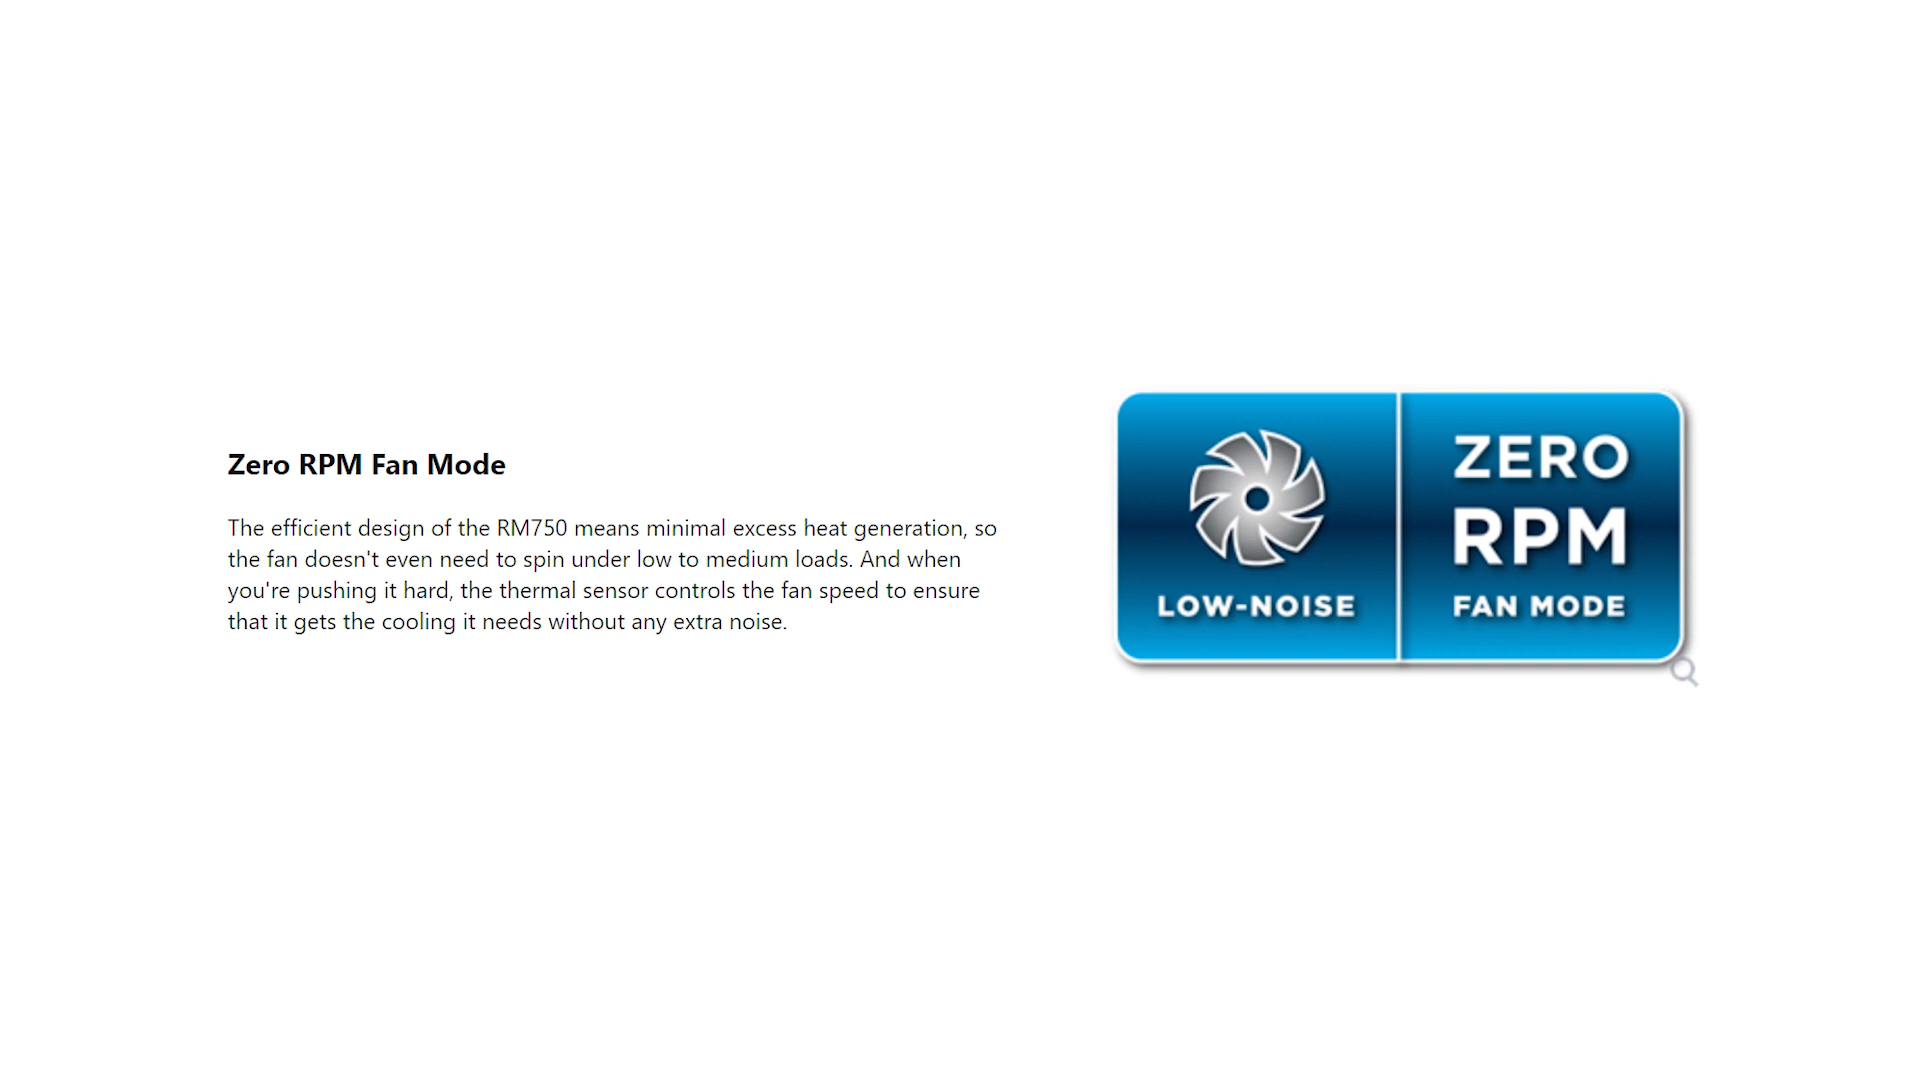 Zero RPM Fan Mode
The efficient design of the RM750 means minimal excess heat generation, so
the fan doesn't even need to spin under low to medium loads. And when
you're pushing it hard, the thermal sensor controls the fan speed to ensure
that it gets the cooling it needs without any extra noise.
LOW-NOISE
ZERO
RPM
FAN MODE